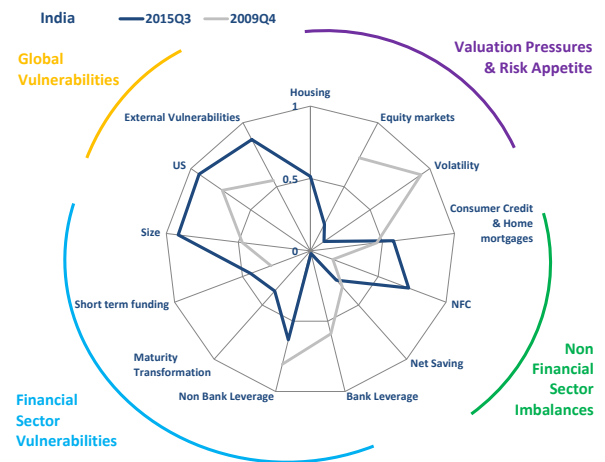 India
2015Q3
2009Q4
Global
Vulnerabilities
Valuation Pressures
& Risk Appetite
Housing
1
External Vulnerabilities
Equity markets
US
Volatility
0.5
Consumer Credit
& Home
mortgages
Size
0
Short term funding
NFC
Maturity
Transformation
Net Saving
Non Bank Leverage
Bank Leverage
Non
Financial
Sector
Imbalances
Financial
Sector
Vulnerabilities